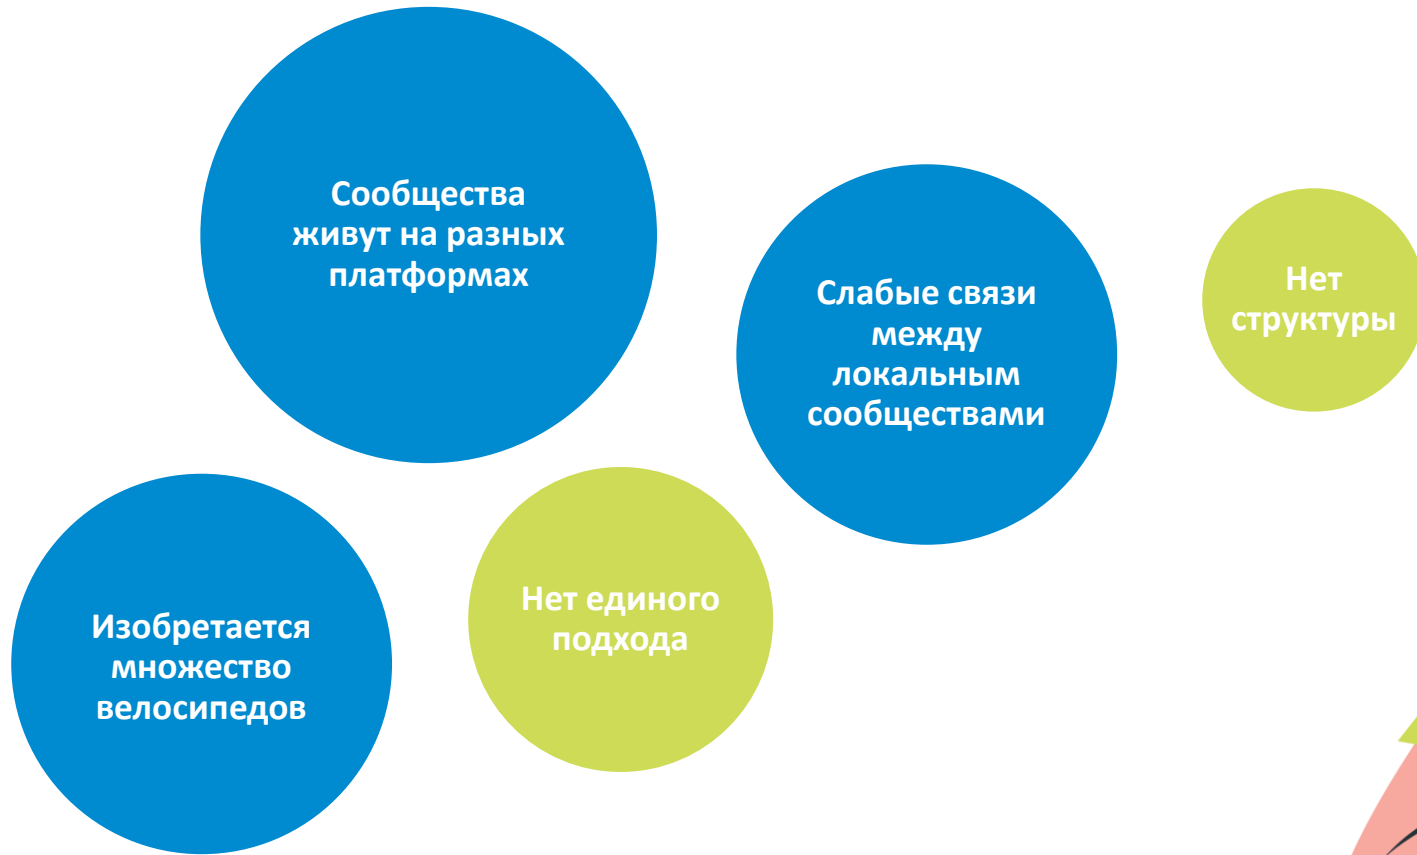 Сообщества
живут на разных
платформах
Слабые связи
между
локальным
сообществами
Нет
структуры
Изобретается
множество
велосипедов
Нет единого
подхода